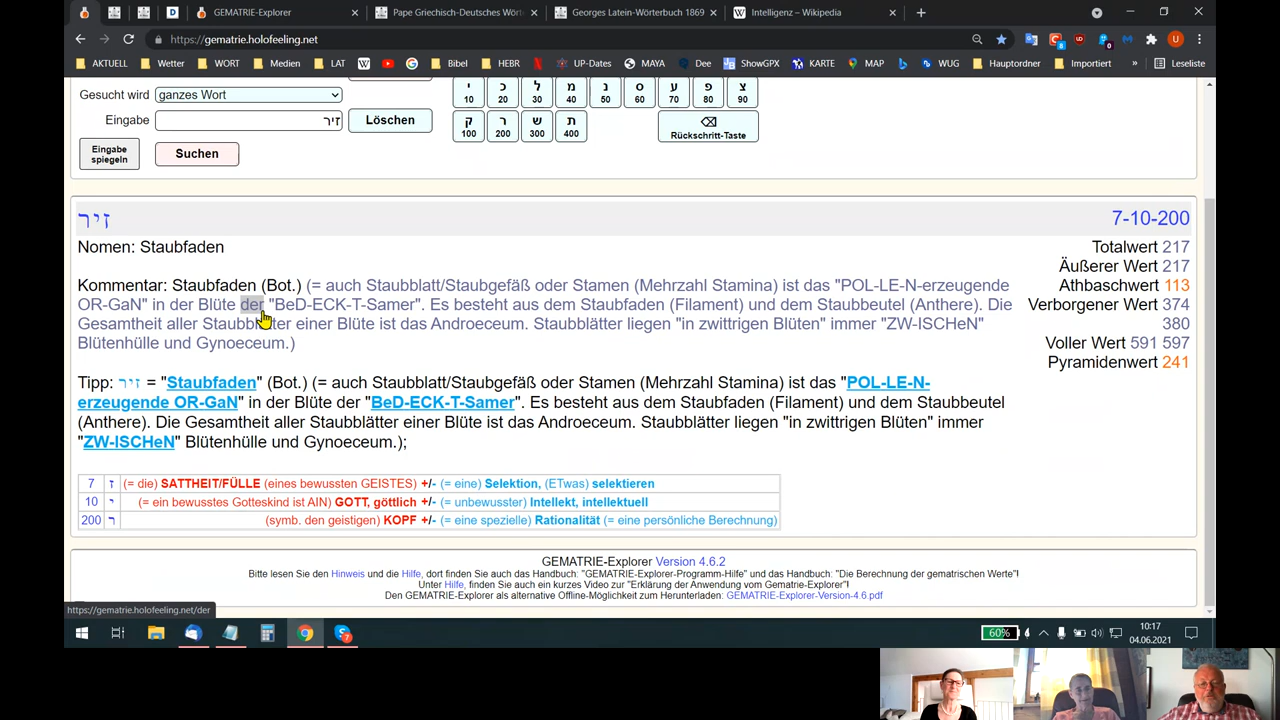 GEMATRIE-Explorer
Pape Griechisch-Deutsches Wört
Georges Latein-Wörterbuch 1869
Intelligenz – Wikipedia
https://gematrie.holofeeling.net
AKTUELL Wetter WORT Medien LAT Bibel HEBR UP-Dates MAYA Dee ShowGPX KARTE MAP WUG Hauptordner Importiert » Leseliste
Gesucht wird ganzes Wort
Eingabe זיר Löschen
Eingabe spiegeln Suchen
י כ ל מ נ ס ע פ צ
10 20 30 40 50 60 70 80 90
ק ר ש ת
100 200 300 400 Rückschritt-Taste
זיר 7-10-200
Nomen: Staubfaden
Totalwert 217
Äußerer Wert 217
Athbaschwert 113
Verborgener Wert 374
380
Voller Wert 591 597
Pyramidenwert 241
Kommentar: Staubfaden (Bot.) (= auch Staubblatt/Staubgefäß oder Stamen (Mehrzahl Stamina) ist das "POL-LE-N-erzeugende
OR-GaN" in der Blüte der "BeD-ECK-T-Samer". Es besteht aus dem Staubfaden (Filament) und dem Staubbeutel (Anthere). Die
Gesamtheit aller Staubblätter einer Blüte ist das Androeceum. Staubblätter liegen "in zwittrigen Blüten" immer "ZW-ISCHeN"
Blütenhülle und Gynoeceum.)
Tipp: זיר = "Staubfaden" (Bot.) (= auch Staubblatt/Staubgefäß oder Stamen (Mehrzahl Stamina) ist das "POL-LE-N-
erzeugende OR-GaN" in der Blüte der "BeD-ECK-T-Samer". Es besteht aus dem Staubfaden (Filament) und dem Staubbeutel
(Anthere). Die Gesamtheit aller Staubblätter einer Blüte ist das Androeceum. Staubblätter liegen "in zwittrigen Blüten" immer
"ZW-ISCHeN" Blütenhülle und Gynoeceum.);
7 ז (= die) SATTHEIT/FÜLLE (eines bewussten GEISTES) +/- (= eine) Selektion, (ETwas) selektieren
10 י (= ein bewusstes Gotteskind ist AIN) GOTT, göttlich +/- (= unbewusster) Intellekt, intellektuell
200 ר (symb. den geistigen) KOPF +/- (= eine spezielle) Rationalität (= eine persönliche Berechnung)
GEMATRIE-Explorer Version 4.6.2
Bitte lesen Sie den Hinweis und die Hilfe, dort finden Sie auch das Handbuch: "GEMATRIE-Explorer-Programm-Hilfe" und das Handbuch: "Die Berechnung der gematrischen Werte"!
Unter Hilfe, finden Sie auch ein kurzes Video zur "Erklärung der Anwendung vom Gematrie-Explorer"!
Den GEMATRIE-Explorer als alternative Offline-Möglichkeit zum Herunterladen: GEMATRIE-Explorer-Version-4.6 pdf
https://gematrie.holofeeling.net/der
60%
10:17
04.06.2021